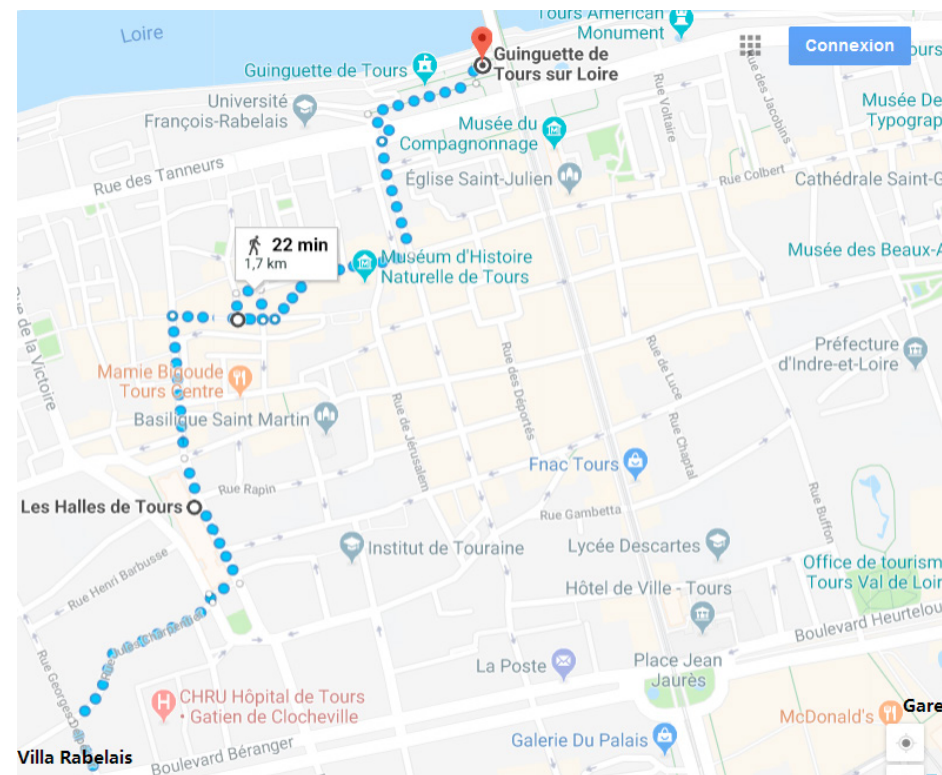 Tours American
Monument
Loire
Connexion
Guinguette de
Tours sur Loire
Guinguette de Tours
Université
François-Rabelais
Rue Voltaire
Rue des Jacobins
Musée De
Typograp
Musée du
Compagnonnage
Rue des Tanneurs
Église Saint-Julien
Rue Colbert
Cathédrale Saint-G
22 min
1,7 km
Muséum d'Histoire
Naturelle de Tours
Musée des Beaux-A
Rue de la Victoire
Préfecture
d'Indre-et-Loire
Mamie Bigoude
Tours Centre
Rue des Déportés
Rue de Luce
Basilique Saint Martin
Rue de Jérusalem
Rue Chaptal
Fnac Tours
Rue Rapin
Les Halles de Tours
Rue Gambetta
Rue Buffon
Institut de Touraine
Lycée Descartes
Rue Henri Barbusse
Office de tourism
Tours Val de Loir
Hôtel de Ville - Tours
Boulevard Heurtelou
La Poste
Place Jean
Jaurès
CHRU Hôpital de Tours
• Gatien de Clocheville
McDonald's
Gare
Galerie Du Palais
Villa Rabelais
Boulevard Béranger